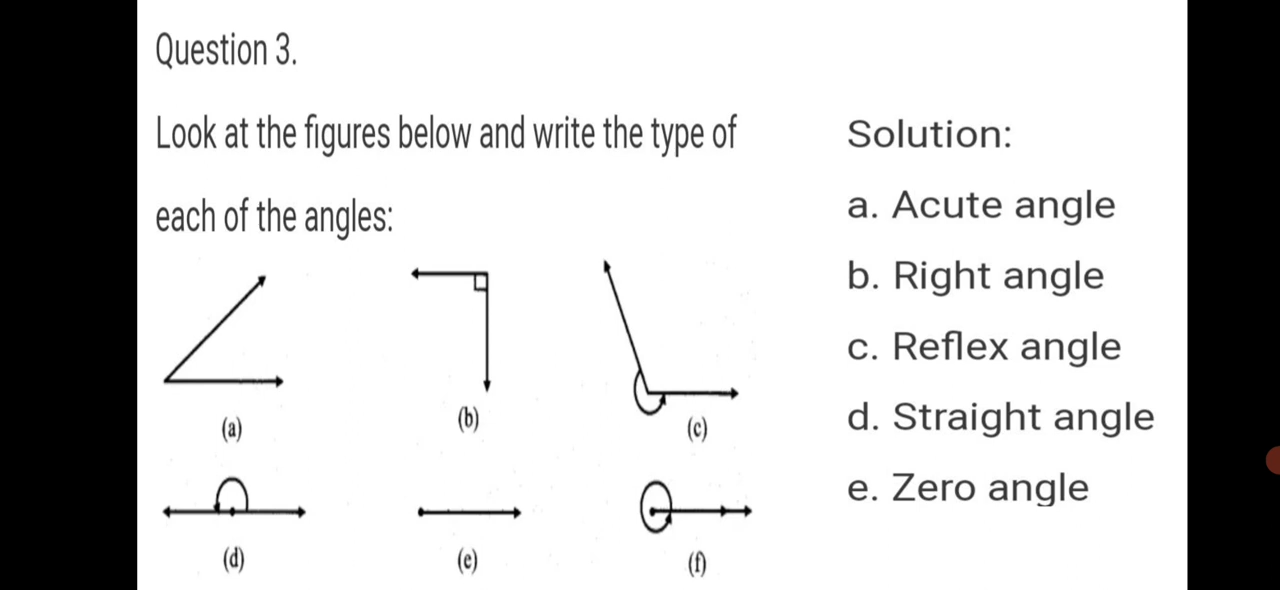 Question 3.
Look at the figures below and write the type of
each of the angles:
(a)
(b)
(c)
(d)
(e)
(f)
Solution:
a. Acute angle
b. Right angle
c. Reflex angle
d. Straight angle
e. Zero angle